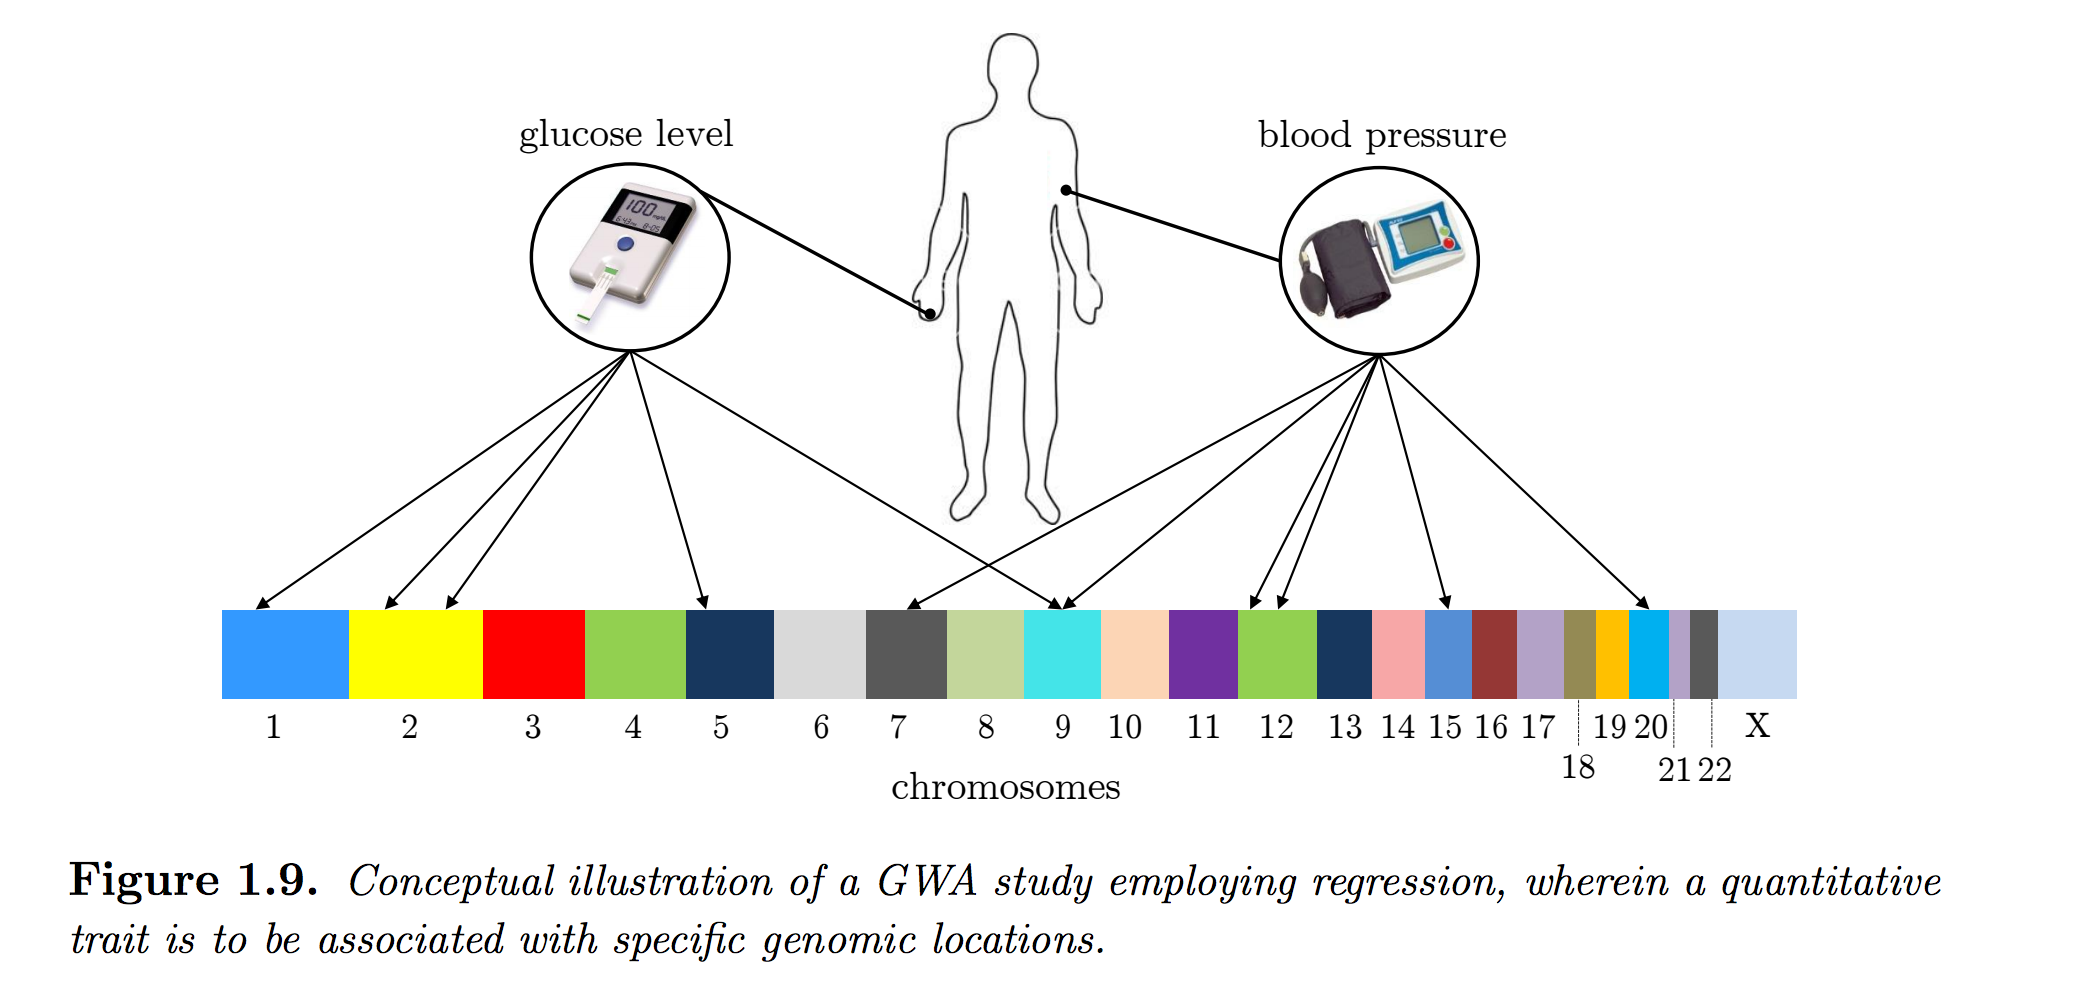 glucose level
blood pressure
100
1 2 3 4 5 6 7 8 9 10 11 12 13 14 15 16 17 19 20 X
18 21 22
chromosomes
Figure 1.9. Conceptual illustration of a GWA study employing regression, wherein a quantitative
trait is to be associated with specific genomic locations.